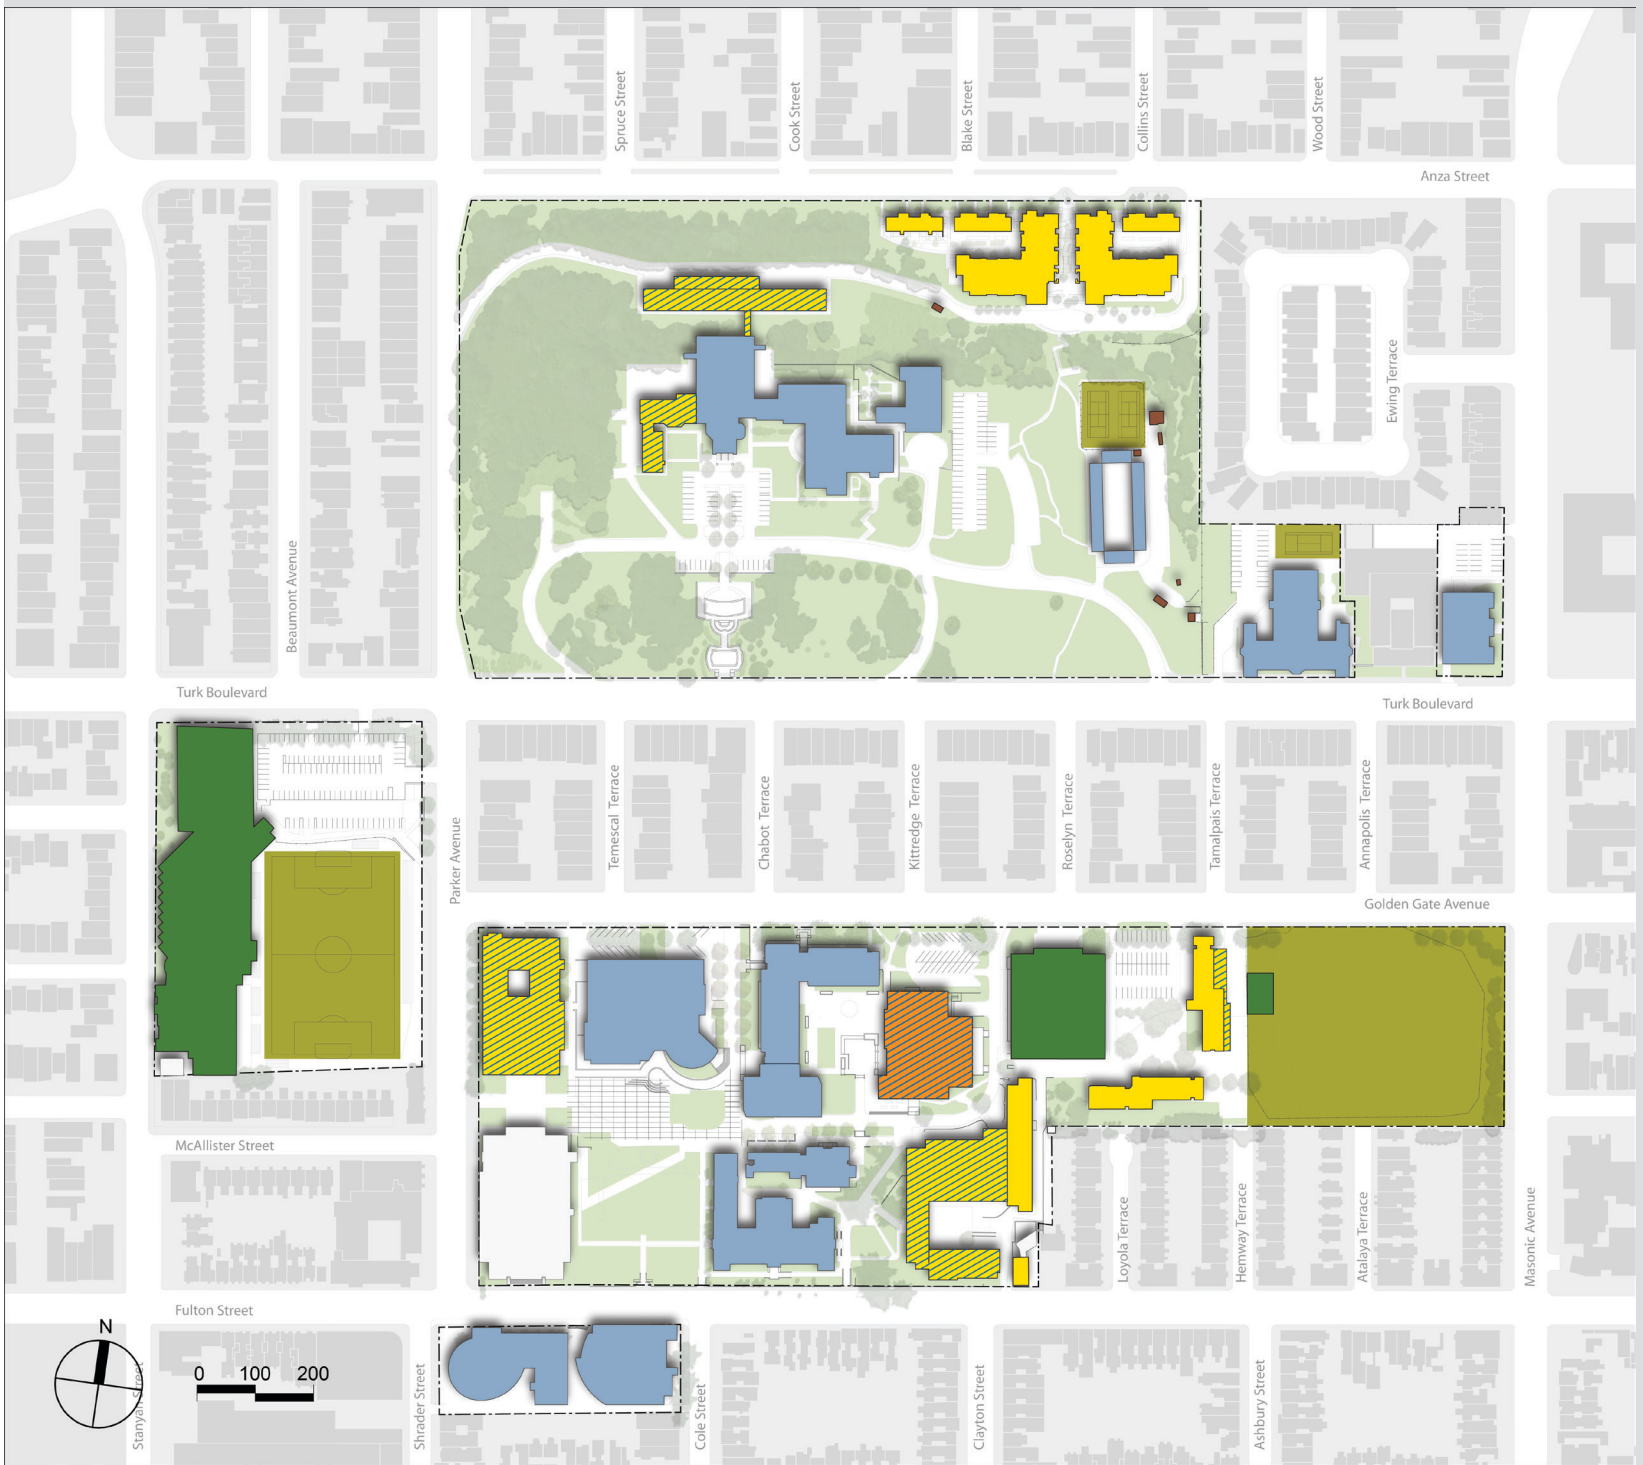 Spruce Street
Cook Street
Blake Street
Collins Street
Wood Street
Anza Street
Ewing Terrace
Beaumont Avenue
Turk Boulevard
Turk Boulevard
Parker Avenue
Temescal Terrace
Chabot Terrace
Kittredge Terrace
Roselyn Terrace
Tamalpais Terrace
Annapolis Terrace
Golden Gate Avenue
McAllister Street
Loyola Terrace
Hemway Terrace
Atalaya Terrace
Masonic Avenue
Fulton Street
N
0 100 200
Stanyan Street
Shrader Street
Cole Street
Clayton Street
Ashbury Street